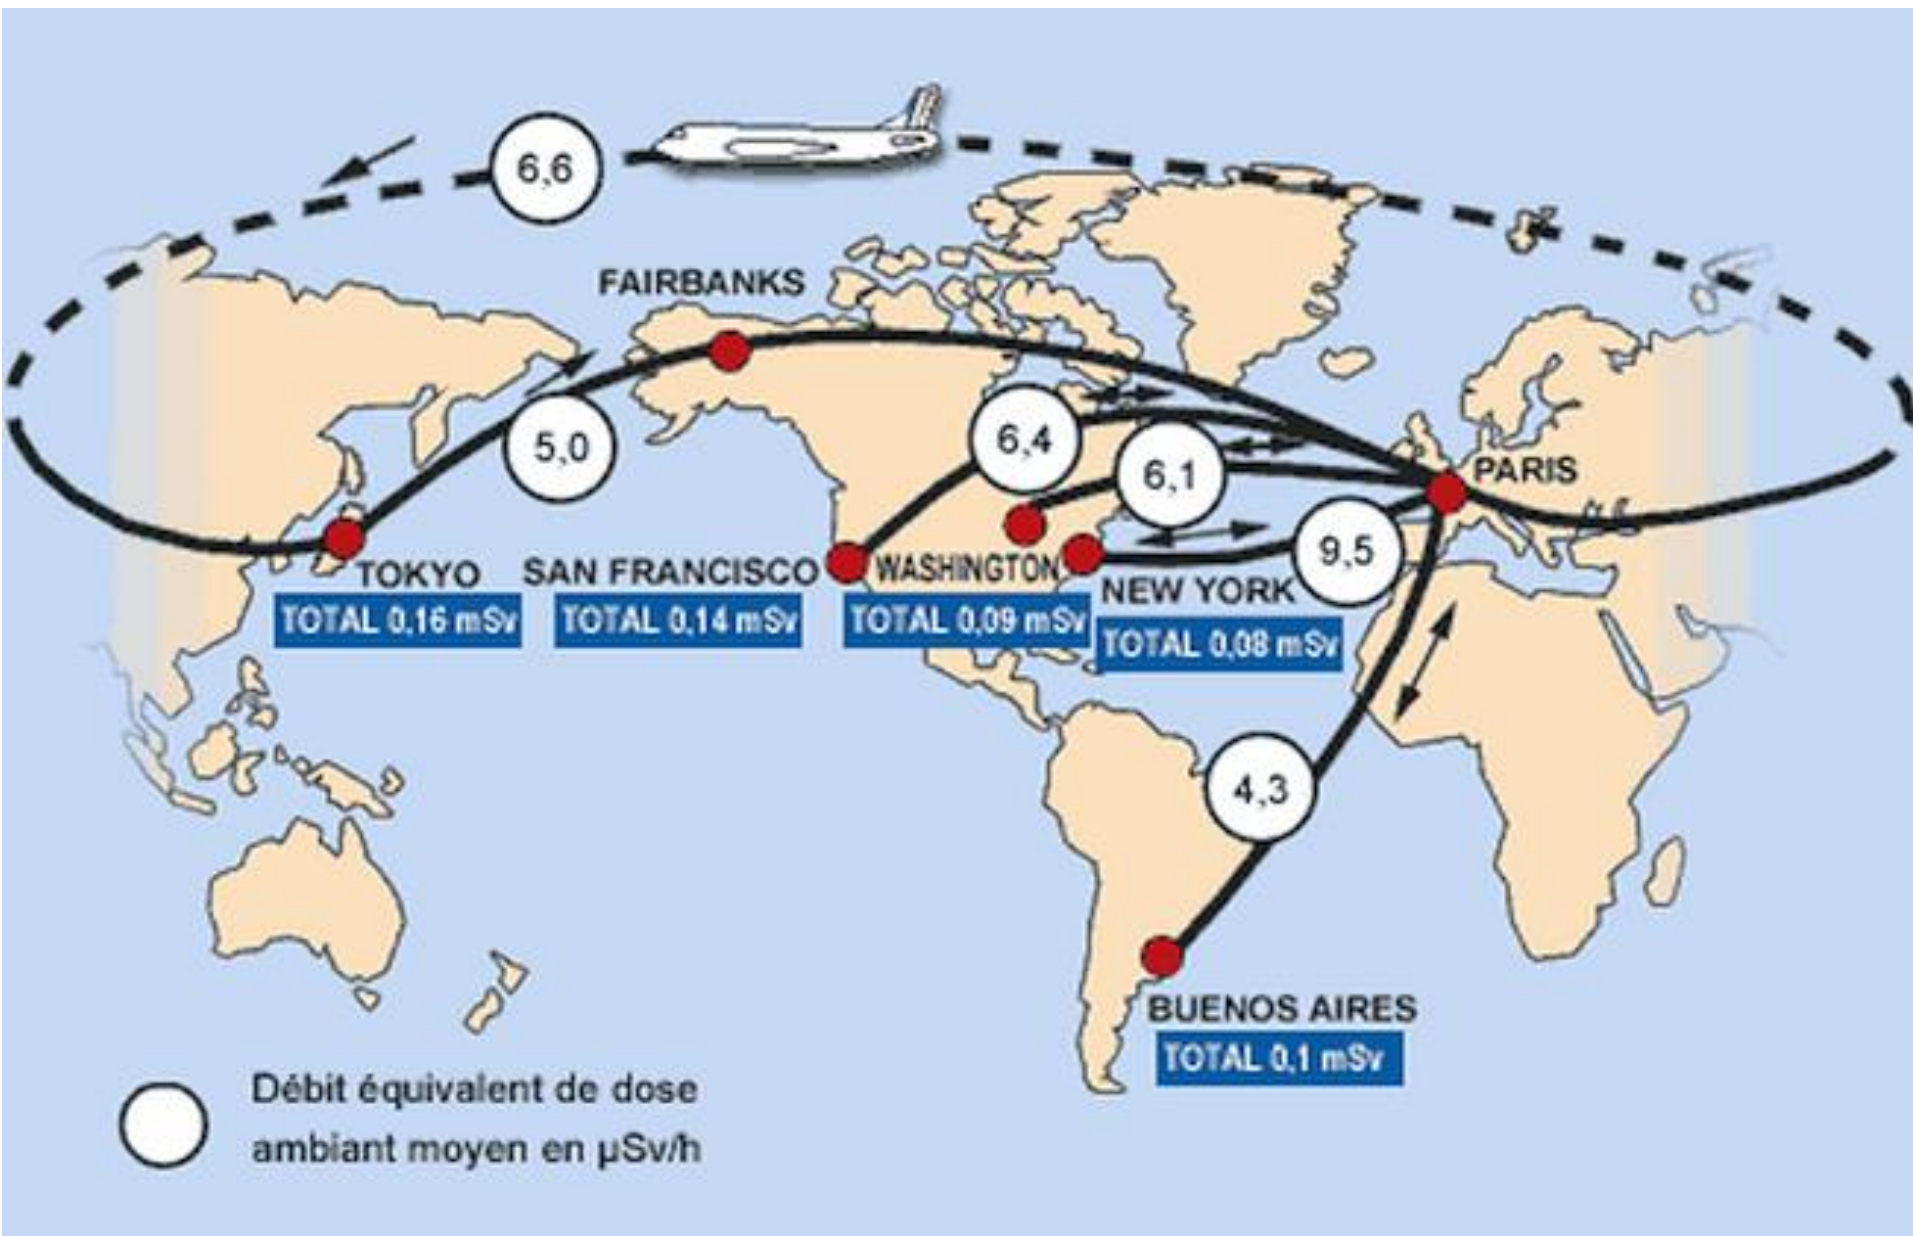 6,6
FAIRBANKS
5,0
6,4
6,1
PARIS
9,5
TOKYO
TOTAL 0,16 mSv
SAN FRANCISCO
TOTAL 0,14 mSv
WASHINGTON
TOTAL 0,09 mSv
NEW YORK
TOTAL 0,08 mSv
4,3
BUENOS AIRES
TOTAL 0,1 mSv
Débit équivalent de dose
ambiant moyen en µSv/h